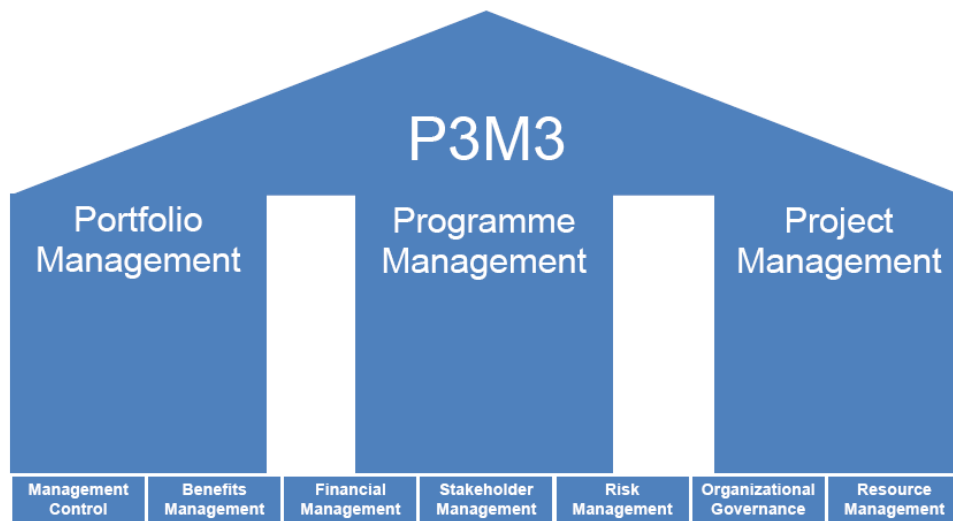 P3M3
Portfolio
Management
Programme
Management
Project
Management
Management
Control
Benefits
Management
Financial
Management
Stakeholder
Management
Risk
Management
Organizational
Governance
Resource
Management